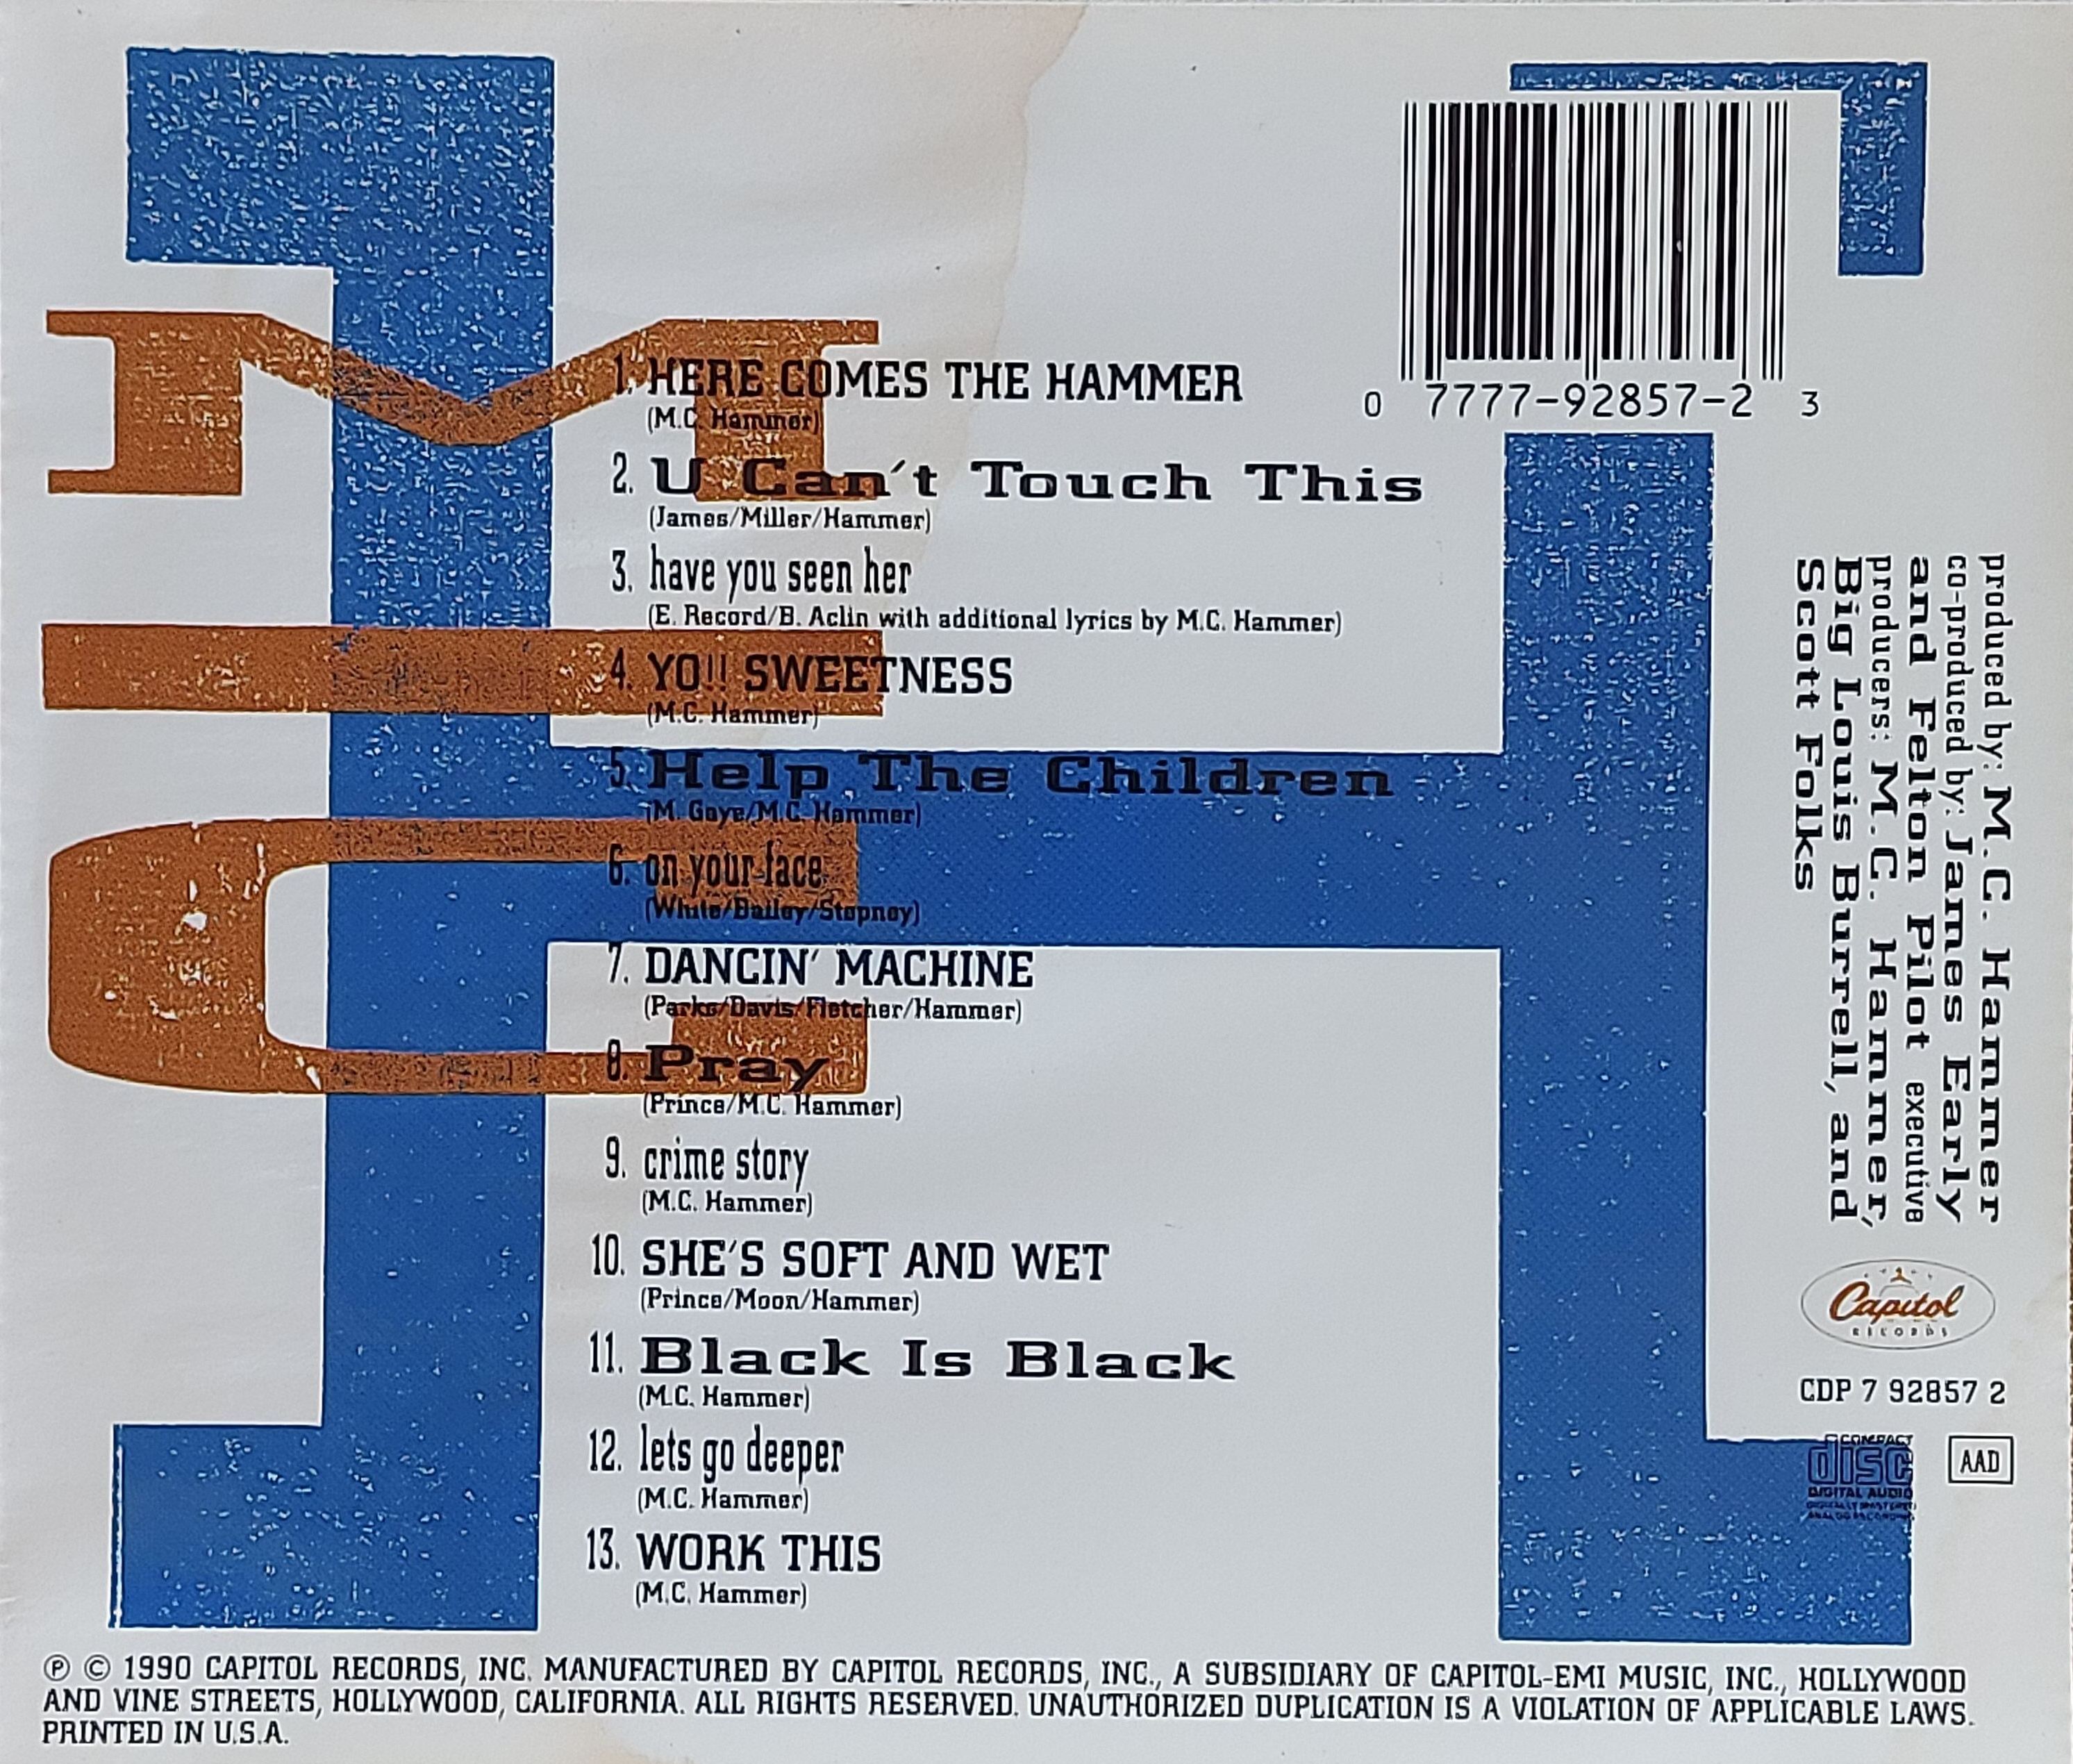 1. HERE COMES THE HAMMER
(M.C. Hammer)
2. U Can't Touch This
(James/Miller/Hammer)
3. have you seen her
(E. Record/B. Aclin with additional lyrics by M.C. Hammer)
4. YO!! SWEETNESS
(M.C. Hammer)
5. Help The Children
(M. Gaye/M.C. Hammer)
6. on your face
(White/Bailey/Stepney)
7. DANCIN' MACHINE
(Parks/Davis/Fletcher/Hammer)
8. Pray
(Prince/M.C. Hammer)
9. crime story
(M.C. Hammer)
10. SHE'S SOFT AND WET
(Prince/Moon/Hammer)
11. Black Is Black
(M.C. Hammer)
12. lets go deeper
(M.C. Hammer)
13. WORK THIS
(M.C. Hammer)
0 7777-92857-2 3
produced by: M.C. Hammer
co-produced by: James Early
and Felton Pilot executive
producers: M.C. Hammer,
Big Louis Burrell, and
Scott Folks
Capitol
RECORDS
CDP 7 92857 2
COMPACT
disc
DIGITAL AUDIO
AAD
M.C.
H
℗ © 1990 CAPITOL RECORDS, INC. MANUFACTURED BY CAPITOL RECORDS, INC., A SUBSIDIARY OF CAPITOL-EMI MUSIC, INC., HOLLYWOOD
AND VINE STREETS, HOLLYWOOD, CALIFORNIA. ALL RIGHTS RESERVED. UNAUTHORIZED DUPLICATION IS A VIOLATION OF APPLICABLE LAWS.
PRINTED IN U.S.A.